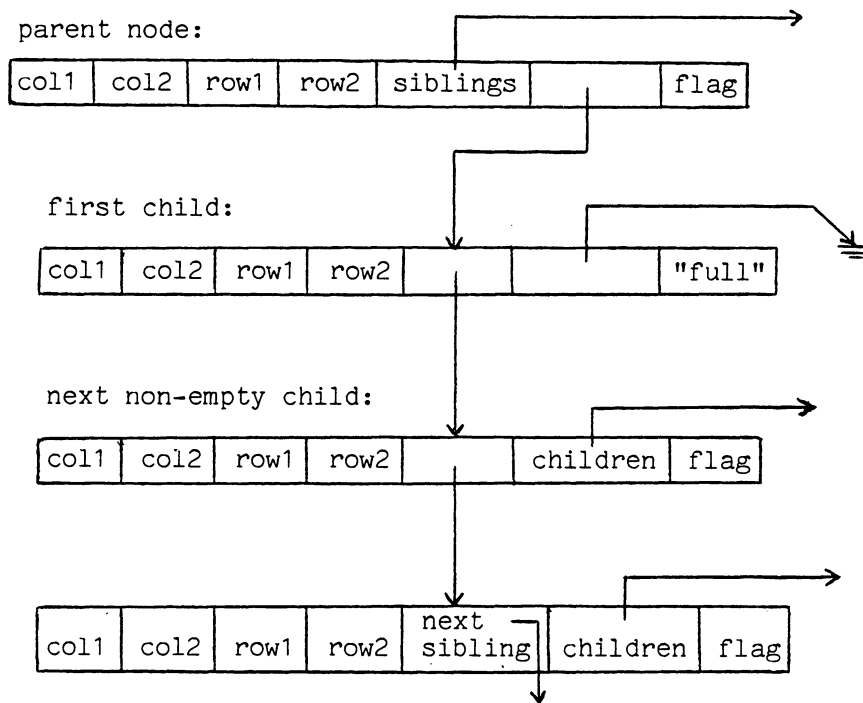 parent node:
col1 col2 row1 row2 siblings flag
first child:
col1 col2 row1 row2 "full"
next non-empty child:
col1 col2 row1 row2 children flag
next
col1 col2 row1 row2 sibling children flag